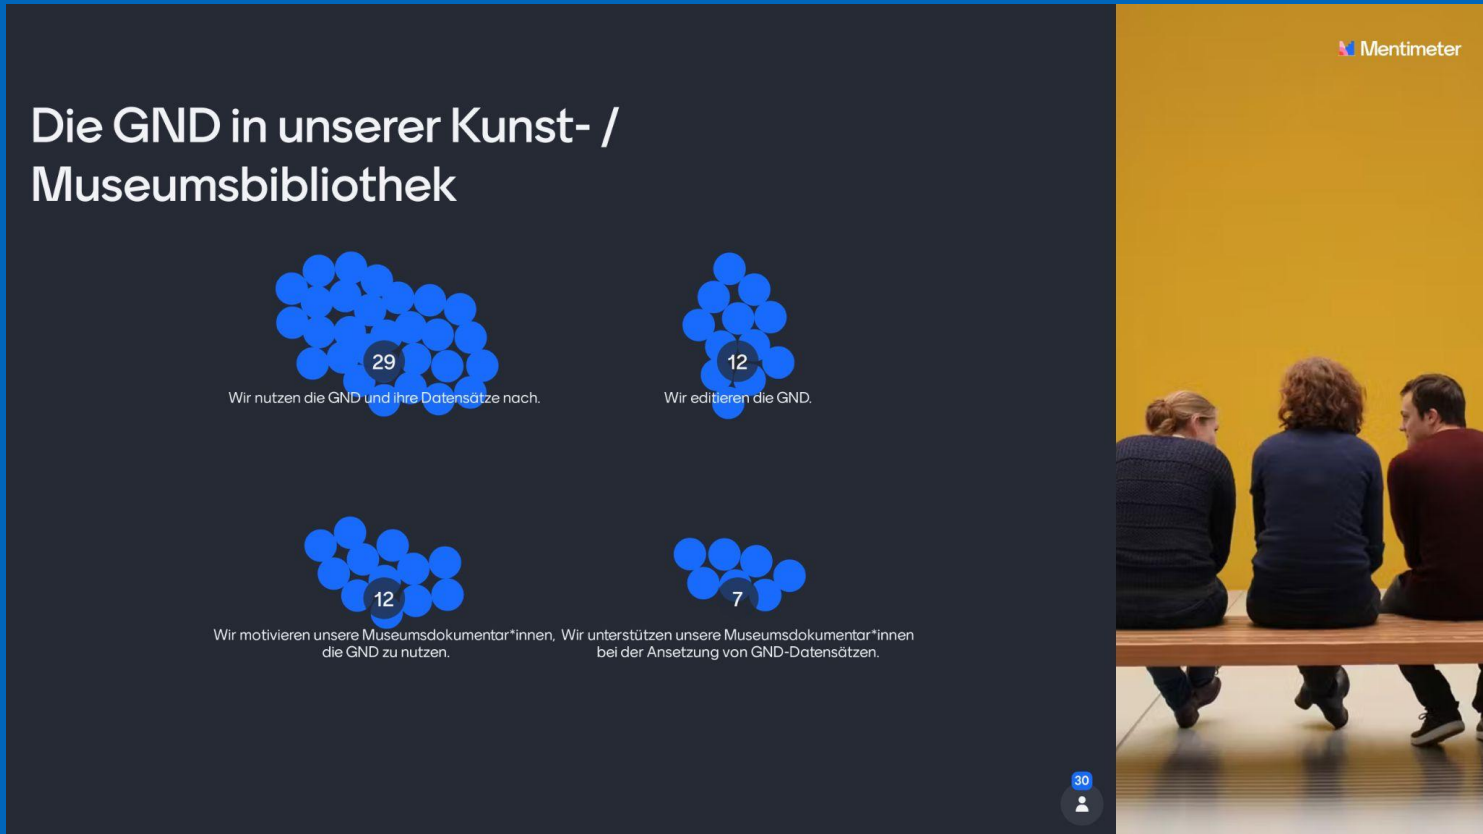 Mentimeter
Die GND in unserer Kunst- /
Museumsbibliothek
29
Wir nutzen die GND und ihre Datensätze nach.
12
Wir editieren die GND.
12
Wir motivieren unsere Museumsdokumentar*innen,
die GND zu nutzen.
7
Wir unterstützen unsere Museumsdokumentar*innen
bei der Ansetzung von GND-Datensätzen.
30